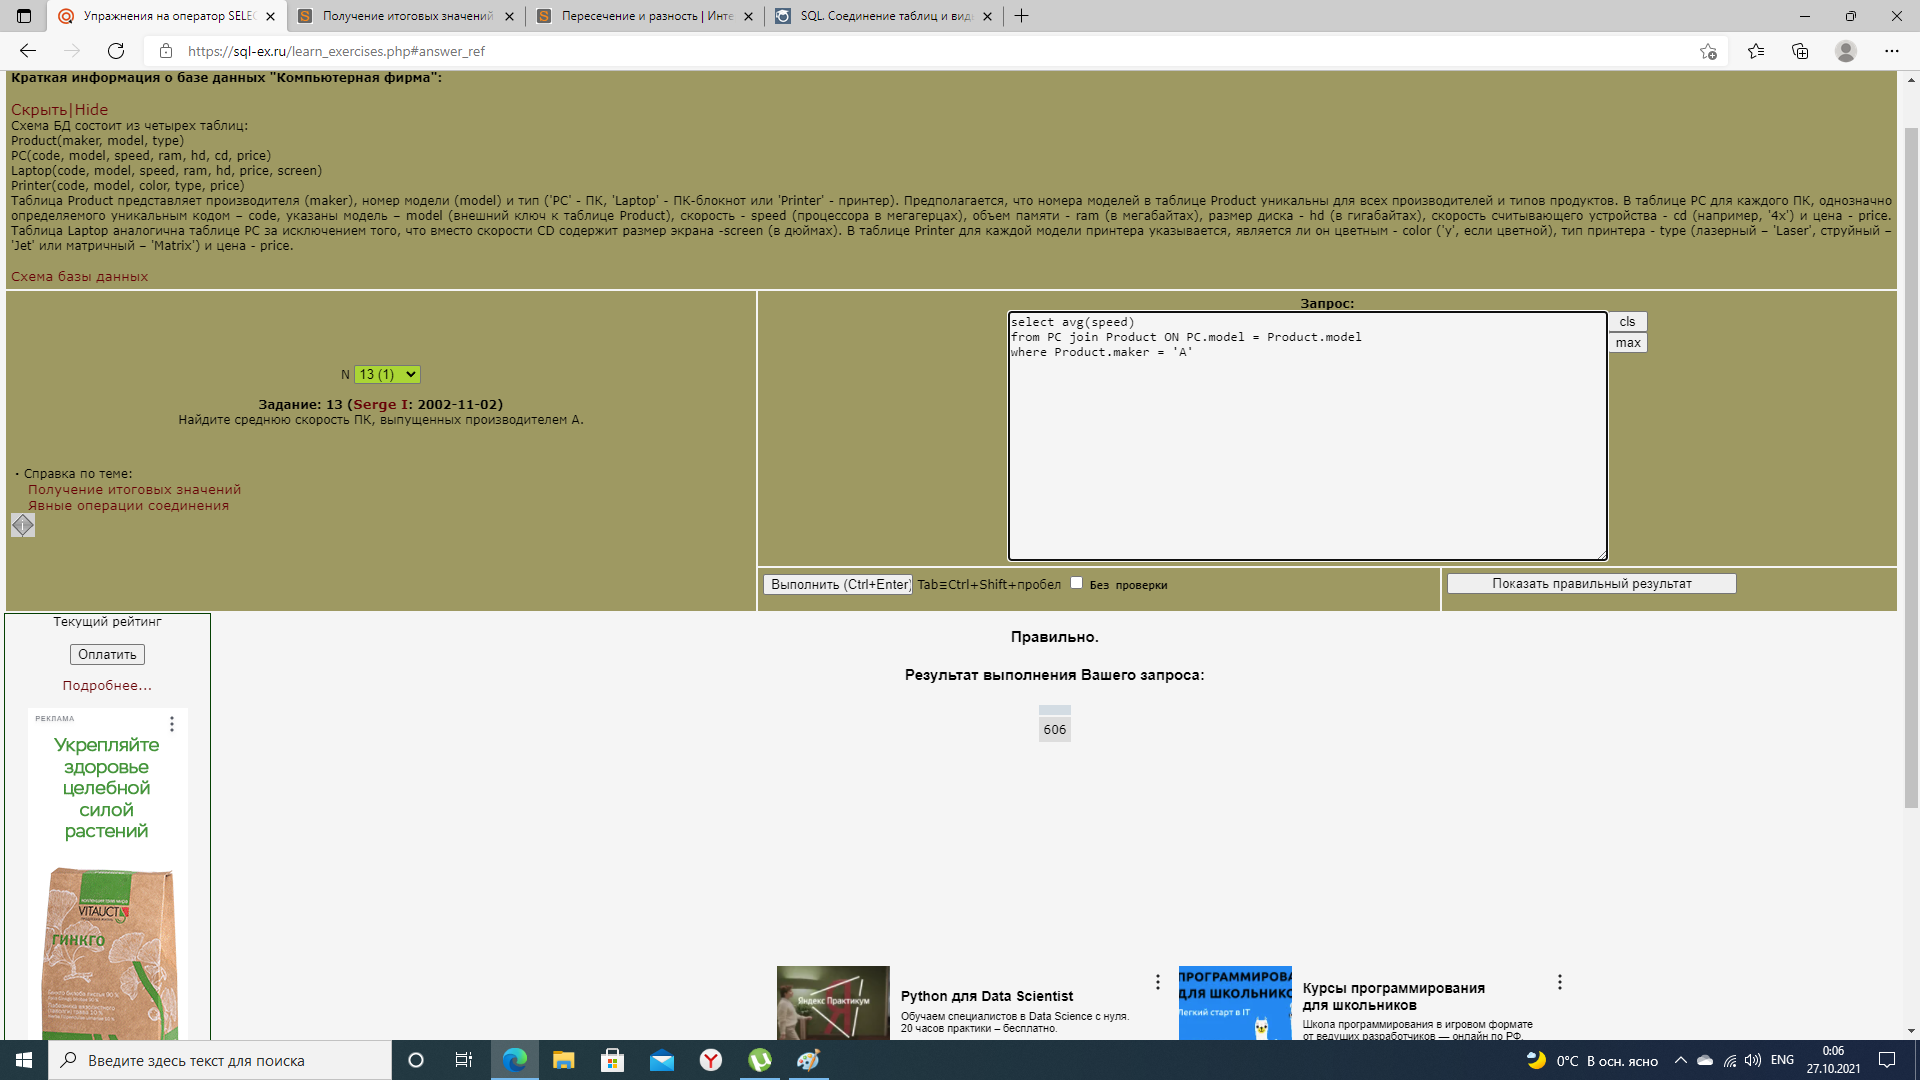 Упражнения на оператор SELEC
Получение итоговых значений
Пересечение и разность | Инте
SQL. Соединение таблиц и вид
https://sql-ex.ru/learn_exercises.php#answer_ref
Краткая информация о базе данных "Компьютерная фирма":
Скрыть|Hide
Схема БД состоит из четырех таблиц:
Product(maker, model, type)
PC(code, model, speed, ram, hd, cd, price)
Laptop(code, model, speed, ram, hd, price, screen)
Printer(code, model, color, type, price)
Таблица Product представляет производителя (maker), номер модели (model) и тип ('PC' - ПК, 'Laptop' - ПК-блокнот или 'Printer' - принтер). Предполагается, что номера моделей в таблице Product уникальны для всех производителей и типов продуктов. В таблице PC для каждого ПК, однозначно
определяемого уникальным кодом – code, указаны модель – model (внешний ключ к таблице Product), скорость - speed (процессора в мегагерцах), объем памяти - ram (в мегабайтах), размер диска - hd (в гигабайтах), скорость считывающего устройства - cd (например, '4x') и цена - price.
Таблица Laptop аналогична таблице РС за исключением того, что вместо скорости CD содержит размер экрана -screen (в дюймах). В таблице Printer для каждой модели принтера указывается, является ли он цветным - color ('y', если цветной), тип принтера - type (лазерный – 'Laser', струйный –
'Jet' или матричный – 'Matrix') и цена - price.
Схема базы данных
N 13 (1)
Задание: 13 (Serge I: 2002-11-02)
Найдите среднюю скорость ПК, выпущенных производителем A.
· Справка по теме:
Получение итоговых значений
Явные операции соединения
Запрос:
select avg(speed)
from PC join Product ON PC.model = Product.model
where Product.maker = 'A'
cls
max
Выполнить (Ctrl+Enter) Tab≡Ctrl+Shift+пробел Без проверки
Показать правильный результат
Текущий рейтинг
Оплатить
Подробнее...
РЕКЛАМА
Укрепляйте
здоровье
целебной
силой
растений
VITAUCT
ГИНКГО
Правильно.
Результат выполнения Вашего запроса:
606
Яндекс Практикум
Python для Data Scientist
Обучаем специалистов в Data Science с нуля.
20 часов практики – бесплатно.
ПРОГРАММИРОВА
ДЛЯ ШКОЛЬНИКО
Легкий старт в IT
Курсы программирования
для школьников
Школа программирования в игровом формате
от ведущих разработчиков — онлайн по РФ.
Введите здесь текст для поиска
0°C В осн. ясно
ENG
0:06
27.10.2021